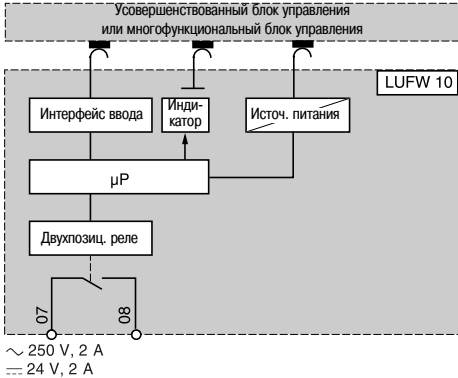 Усовершенствованный блок управления
или многофункциональный блок управления
LUFW 10
Интерфейс ввода
Инди-
катор
Источ. питания
µP
Двухпозиц. реле
07
08
~ 250 V, 2 A
⎓ 24 V, 2 A